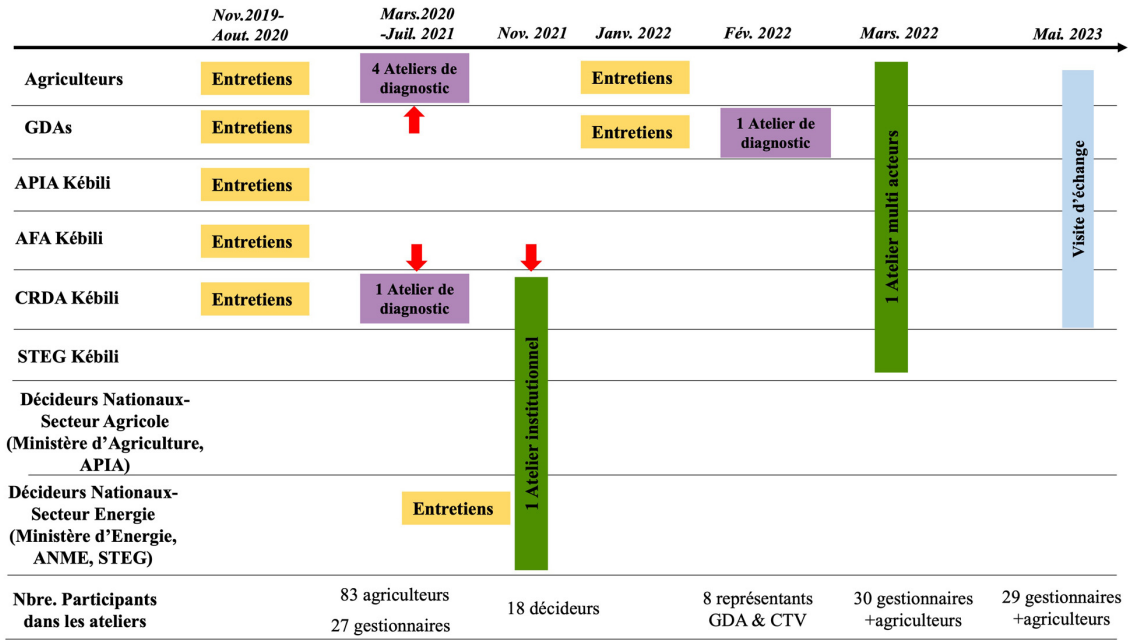 Nov.2019-
Aout. 2020
Mars.2020
-Juil. 2021
Nov. 2021
Janv. 2022
Fév. 2022
Mars. 2022
Mai. 2023
Agriculteurs
Entretiens
4 Ateliers de
diagnostic
Entretiens
GDAs
Entretiens
Entretiens
1 Atelier de
diagnostic
APIA Kébili
Entretiens
AFA Kébili
Entretiens
CRDA Kébili
Entretiens
1 Atelier de
diagnostic
STEG Kébili
1 Atelier institutionnel
1 Atelier multi acteurs
Visite d'échange
Décideurs Nationaux-
Secteur Agricole
(Ministère d'Agriculture,
APIA)
Décideurs Nationaux-
Secteur Energie
(Ministère d'Energie,
ANME, STEG)
Entretiens
Nbre. Participants
dans les ateliers
83 agriculteurs
27 gestionnaires
18 décideurs
8 représentants
GDA & CTV
30 gestionnaires
+agriculteurs
29 gestionnaires
+agriculteurs